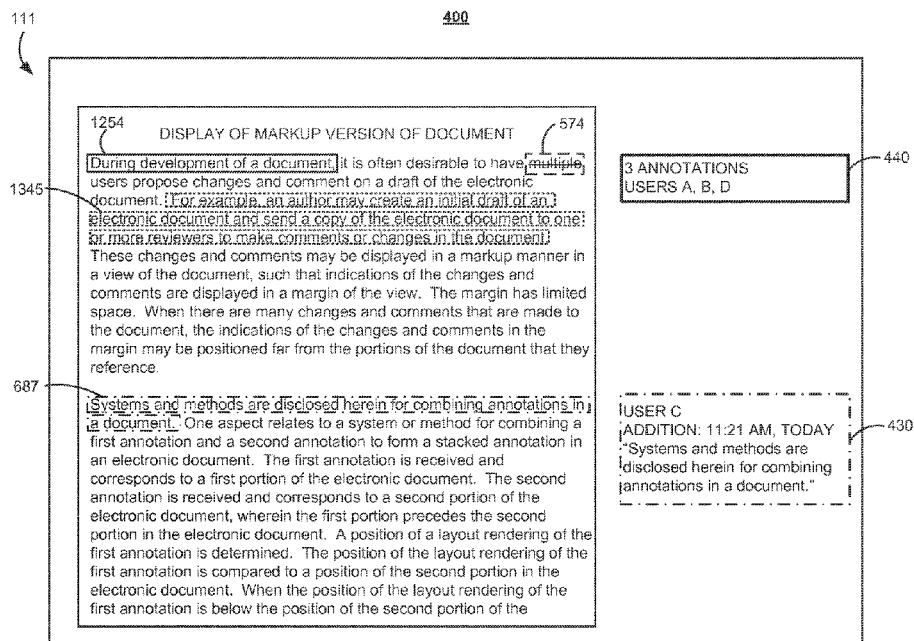 400
111
1254
574
DISPLAY OF MARKUP VERSION OF DOCUMENT
During development of a document, it is often desirable to have multiple
users propose changes and comment on a draft of the electronic
document. For example, an author may create an initial draft of an
electronic document and send a copy of the electronic document to one
or more reviewers to make comments or changes in the document.
These changes and comments may be displayed in a markup manner in
a view of the document, such that indications of the changes and
comments are displayed in a margin of the view. The margin has limited
space. When there are many changes and comments that are made to
the document, the indications of the changes and comments in the
margin may be positioned far from the portions of the document that they
reference.
1345
3 ANNOTATIONS
USERS A, B, D
440
687
Systems and methods are disclosed herein for combining annotations in
a document. One aspect relates to a system or method for combining a
first annotation and a second annotation to form a stacked annotation in
an electronic document. The first annotation is received and
corresponds to a first portion of the electronic document. The second
annotation is received and corresponds to a second portion of the
electronic document, wherein the first portion precedes the second
portion in the electronic document. A position of a layout rendering of the
first annotation is determined. The position of the layout rendering of the
first annotation is compared to a position of the second portion in the
electronic document. When the position of the layout rendering of the
first annotation is below the position of the second portion of the
USER C
ADDITION: 11:21 AM, TODAY
"Systems and methods are
disclosed herein for combining
annotations in a document."
430